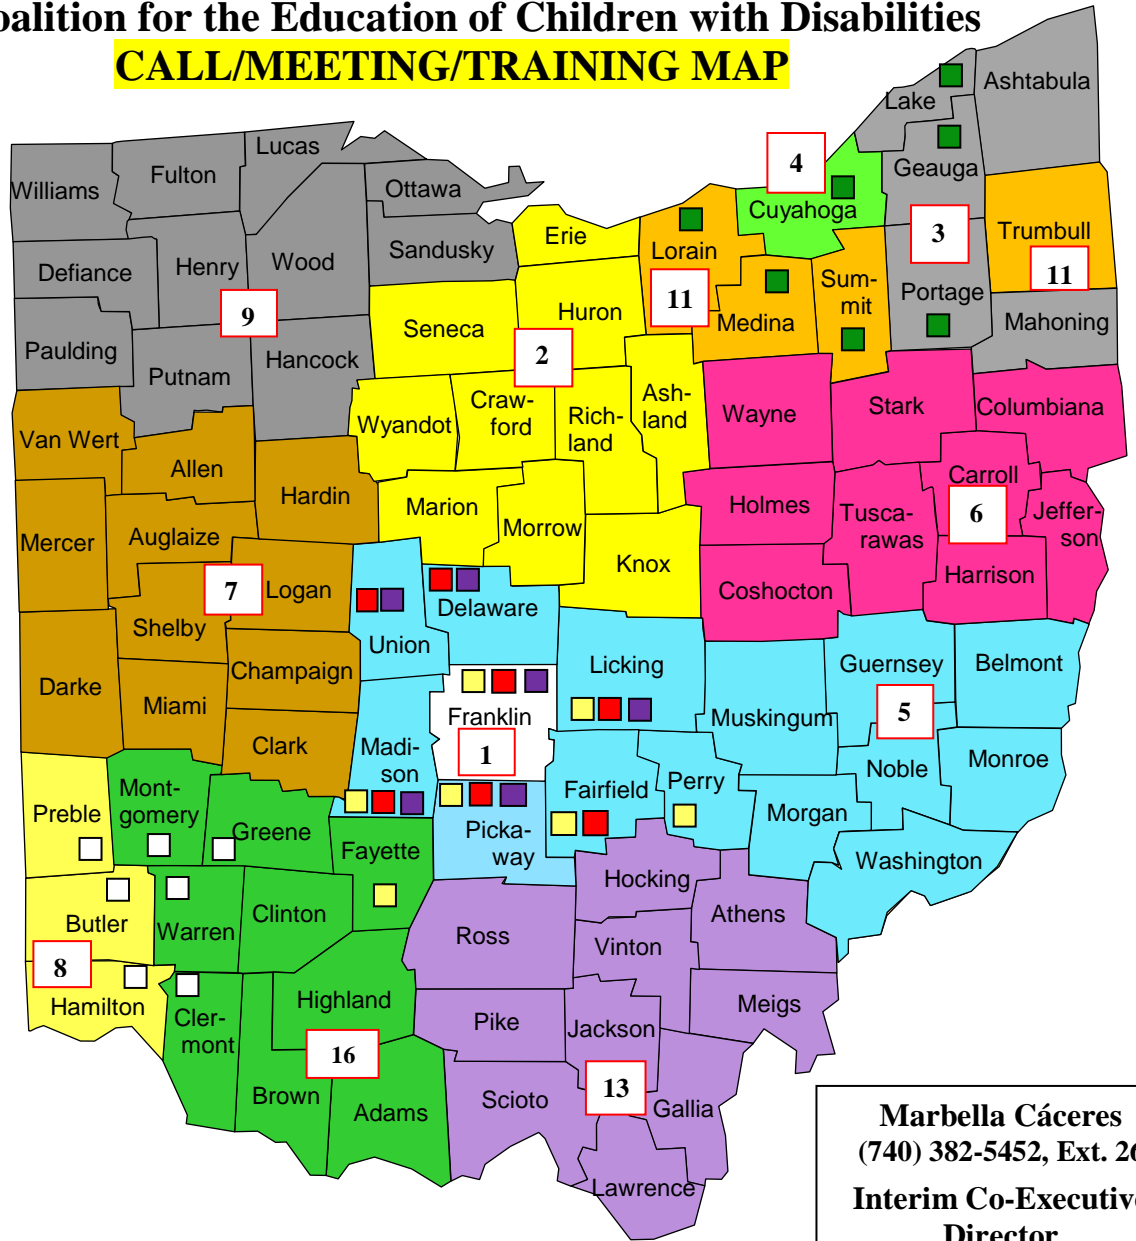 oalition for the Education of Children with Disabilities
CALL/MEETING/TRAINING MAP
Ashtabula
Lake
Lucas
4
Geauga
Fulton
Williams
Ottawa
Cuyahoga
3
Trumbull
Erie
Lorain
Sandusky
Wood
Henry
Defiance
11
Sum-
mit
Portage
11
Huron
9
Medina
Mahoning
Seneca
2
Paulding
Hancock
Putnam
Ash-
land
Craw-
ford
Rich-
land
Wyandot
Wayne
Stark
Columbiana
Van Wert
Allen
Carroll
Hardin
Marion
Morrow
Holmes
Tusca-
rawas
6
Jeffer-
son
Mercer
Auglaize
Knox
Harrison
7
Logan
Coshocton
Delaware
Shelby
Union
Licking
Guernsey
Belmont
Champaign
Darke
Miami
Franklin
Muskingum
5
Clark
1
Madi-
son
Noble
Monroe
Fairfield
Perry
Preble
Mont-
gomery
Greene
Morgan
Picka-
way
Fayette
Washington
Hocking
Butler
Warren
Clinton
Athens
Ross
Vinton
8
Hamilton
Highland
Meigs
Cler-
mont
Pike
Jackson
16
Brown
Adams
Scioto
13
Gallia
Lawrence
Marbella Cáceres
(740) 382-5452, Ext. 26
Interim Co-Executive
Director